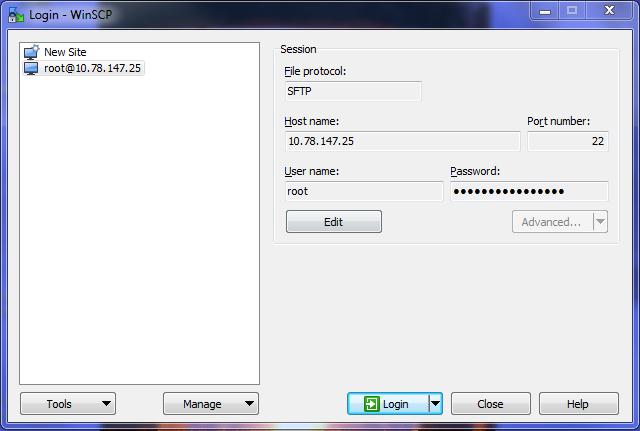 Login - WinSCP
New Site
root@10.78.147.25
Session
File protocol:
SFTP
Host name:
Port number:
10.78.147.25
22
User name:
Password:
root
●●●●●●●●●●●●●●●●
Edit
Advanced...
Tools
Manage
Login
Close
Help